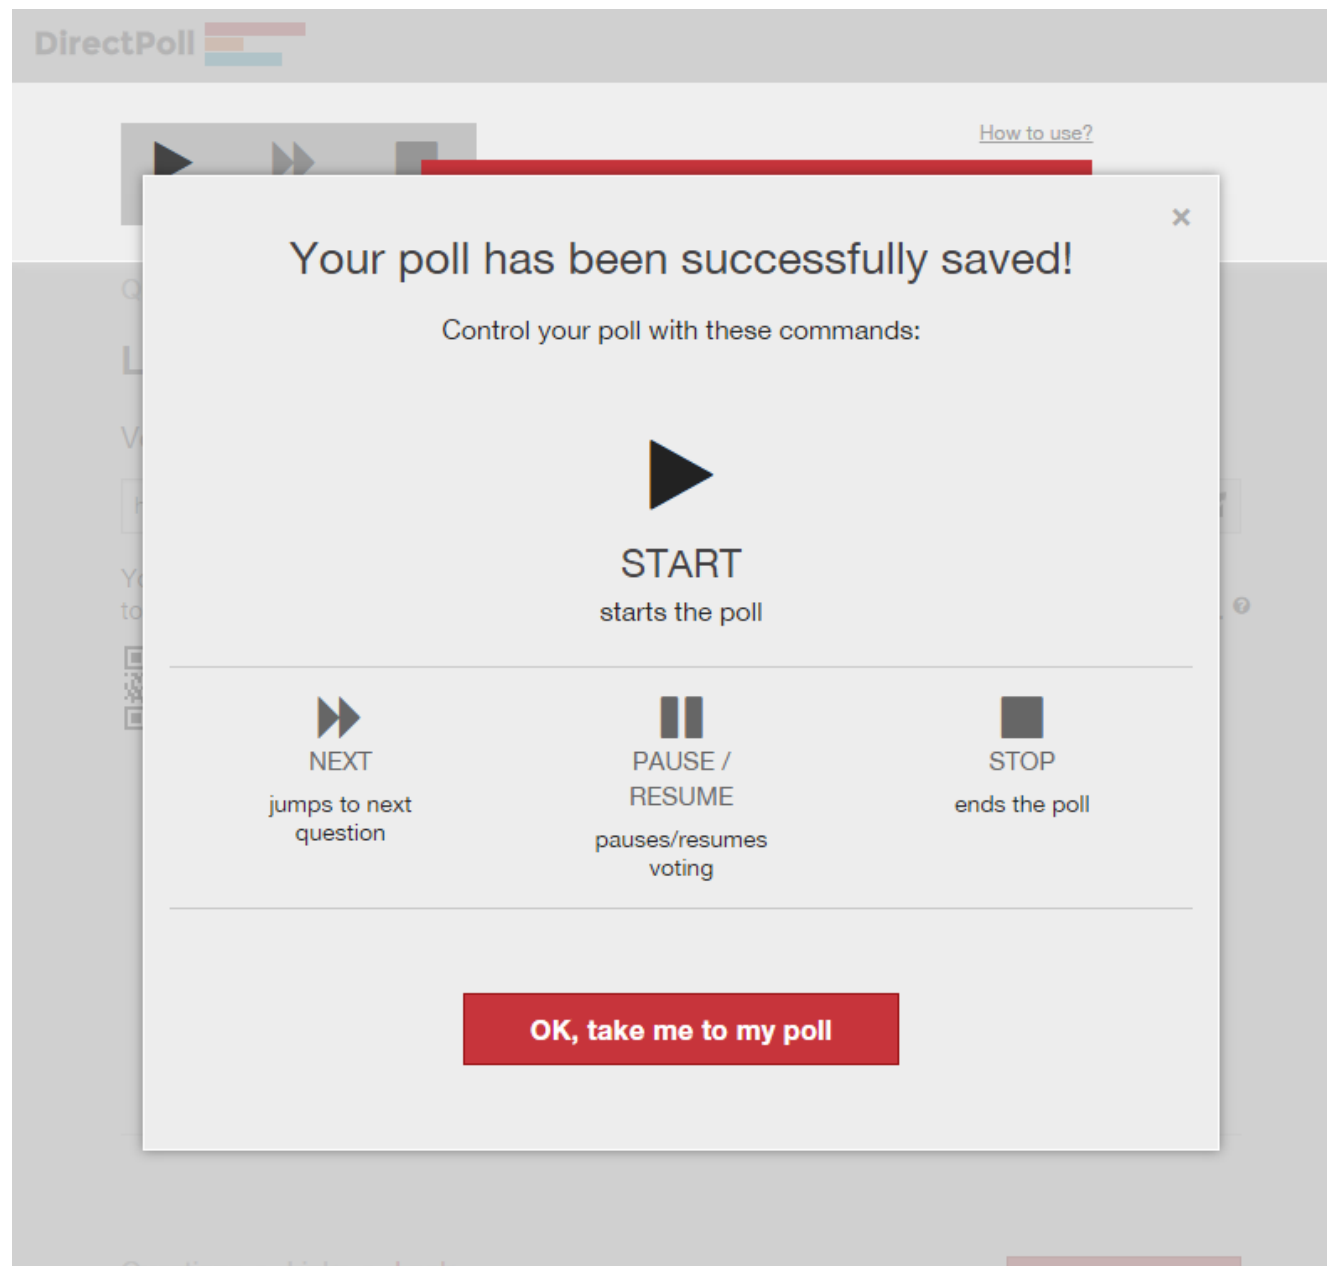 DirectPoll
How to use?
×
Your poll has been successfully saved!
Control your poll with these commands:
START
starts the poll
NEXT
jumps to next
question
PAUSE /
RESUME
pauses/resumes
voting
STOP
ends the poll
OK, take me to my poll